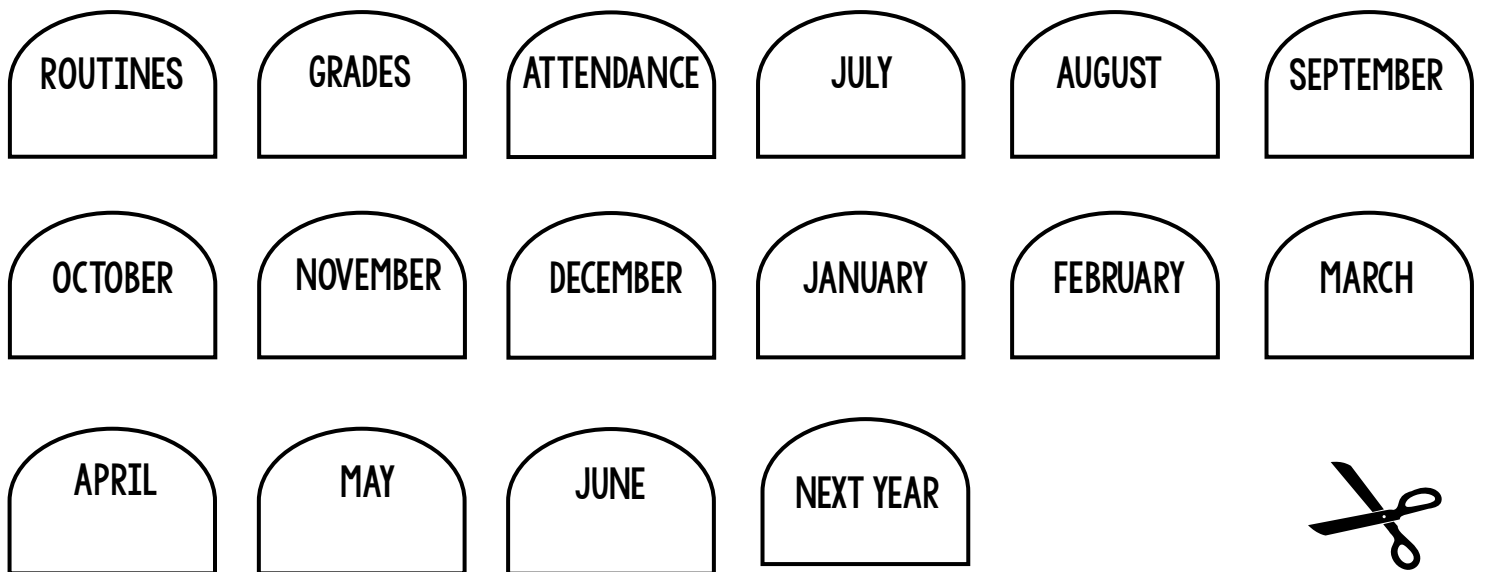 ROUTINES
GRADES
ATTENDANCE
JULY
AUGUST
SEPTEMBER
OCTOBER
NOVEMBER
DECEMBER
JANUARY
FEBRUARY
MARCH
APRIL
MAY
JUNE
NEXT YEAR